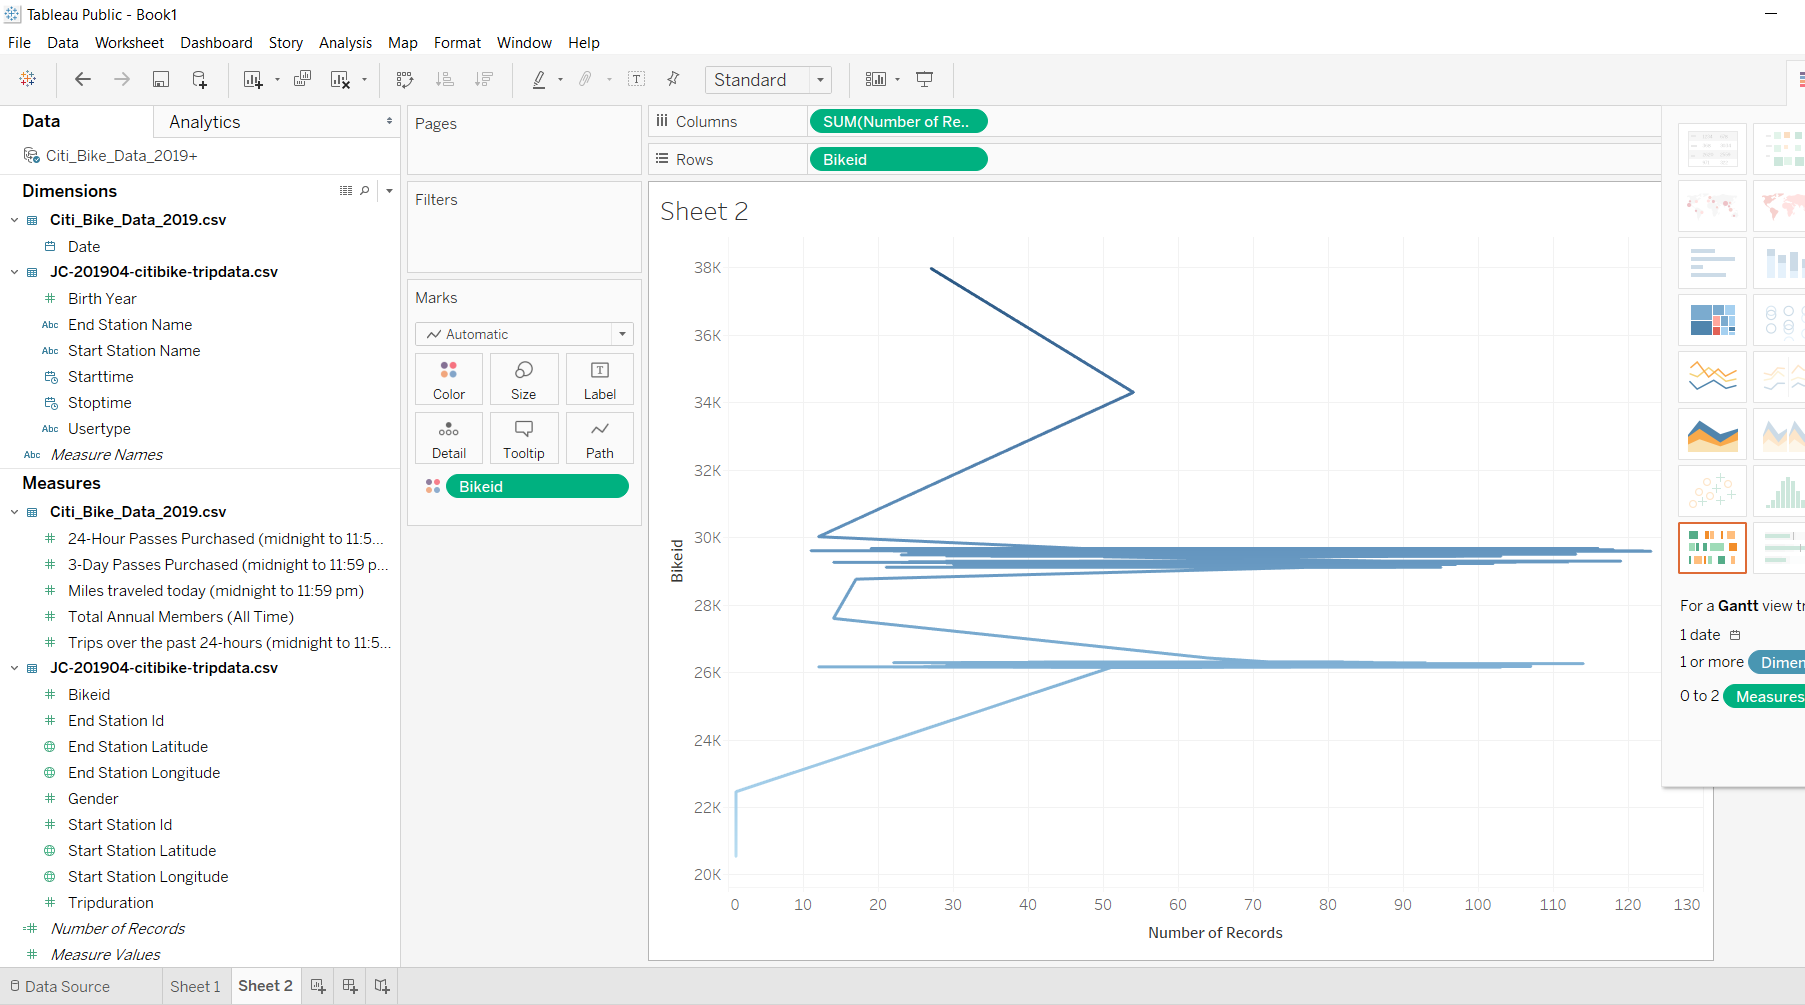 Tableau Public - Book1
File Data Worksheet Dashboard Story Analysis Map Format Window Help
Standard
Data Analytics
Citi_Bike_Data_2019+
Dimensions
Citi_Bike_Data_2019.csv
Date
JC-201904-citibike-tripdata.csv
Birth Year
Abc End Station Name
Abc Start Station Name
Starttime
Stoptime
Abc Usertype
Abc Measure Names
Measures
Citi_Bike_Data_2019.csv
24-Hour Passes Purchased (midnight to 11:5...
3-Day Passes Purchased (midnight to 11:59 p...
Miles traveled today (midnight to 11:59 pm)
Total Annual Members (All Time)
Trips over the past 24-hours (midnight to 11:5...
JC-201904-citibike-tripdata.csv
Bikeid
End Station Id
End Station Latitude
End Station Longitude
Gender
Start Station Id
Start Station Latitude
Start Station Longitude
Tripduration
Number of Records
Measure Values
Pages
Filters
Marks
Automatic
Color Size Label
Detail Tooltip Path
Bikeid
Columns SUM(Number of Re..
Rows Bikeid
Sheet 2
38K
36K
34K
32K
30K
28K
26K
24K
22K
20K
Bikeid
0 10 20 30 40 50 60 70 80 90 100 110 120 130
Number of Records
For a Gantt view tr
1 date
1 or more Dimen
0 to 2 Measures
Data Source Sheet 1 Sheet 2